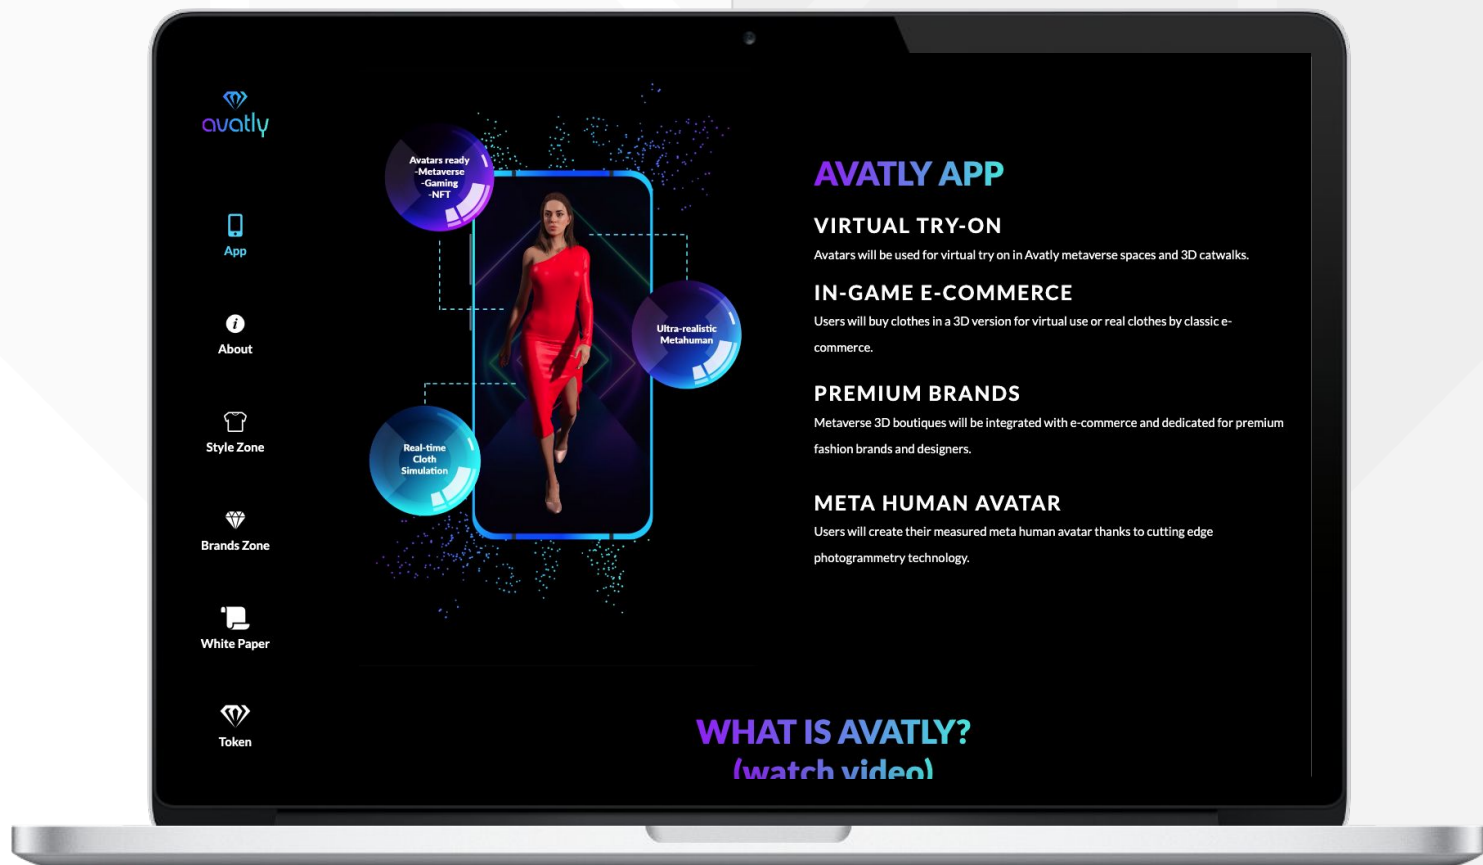 avatly
App
About
Style Zone
Brands Zone
White Paper
Token
Avatars ready
-Metaverse
-Gaming
-NFT
Ultra-realistic
Metahuman
Real-time
Cloth
Simulation
AVATLY APP
VIRTUAL TRY-ON
Avatars will be used for virtual try on in Avatly metaverse spaces and 3D catwalks.
IN-GAME E-COMMERCE
Users will buy clothes in a 3D version for virtual use or real clothes by classic e-
commerce.
PREMIUM BRANDS
Metaverse 3D boutiques will be integrated with e-commerce and dedicated for premium
fashion brands and designers.
META HUMAN AVATAR
Users will create their measured meta human avatar thanks to cutting edge
photogrammetry technology.
WHAT IS AVATLY?
(watch video)